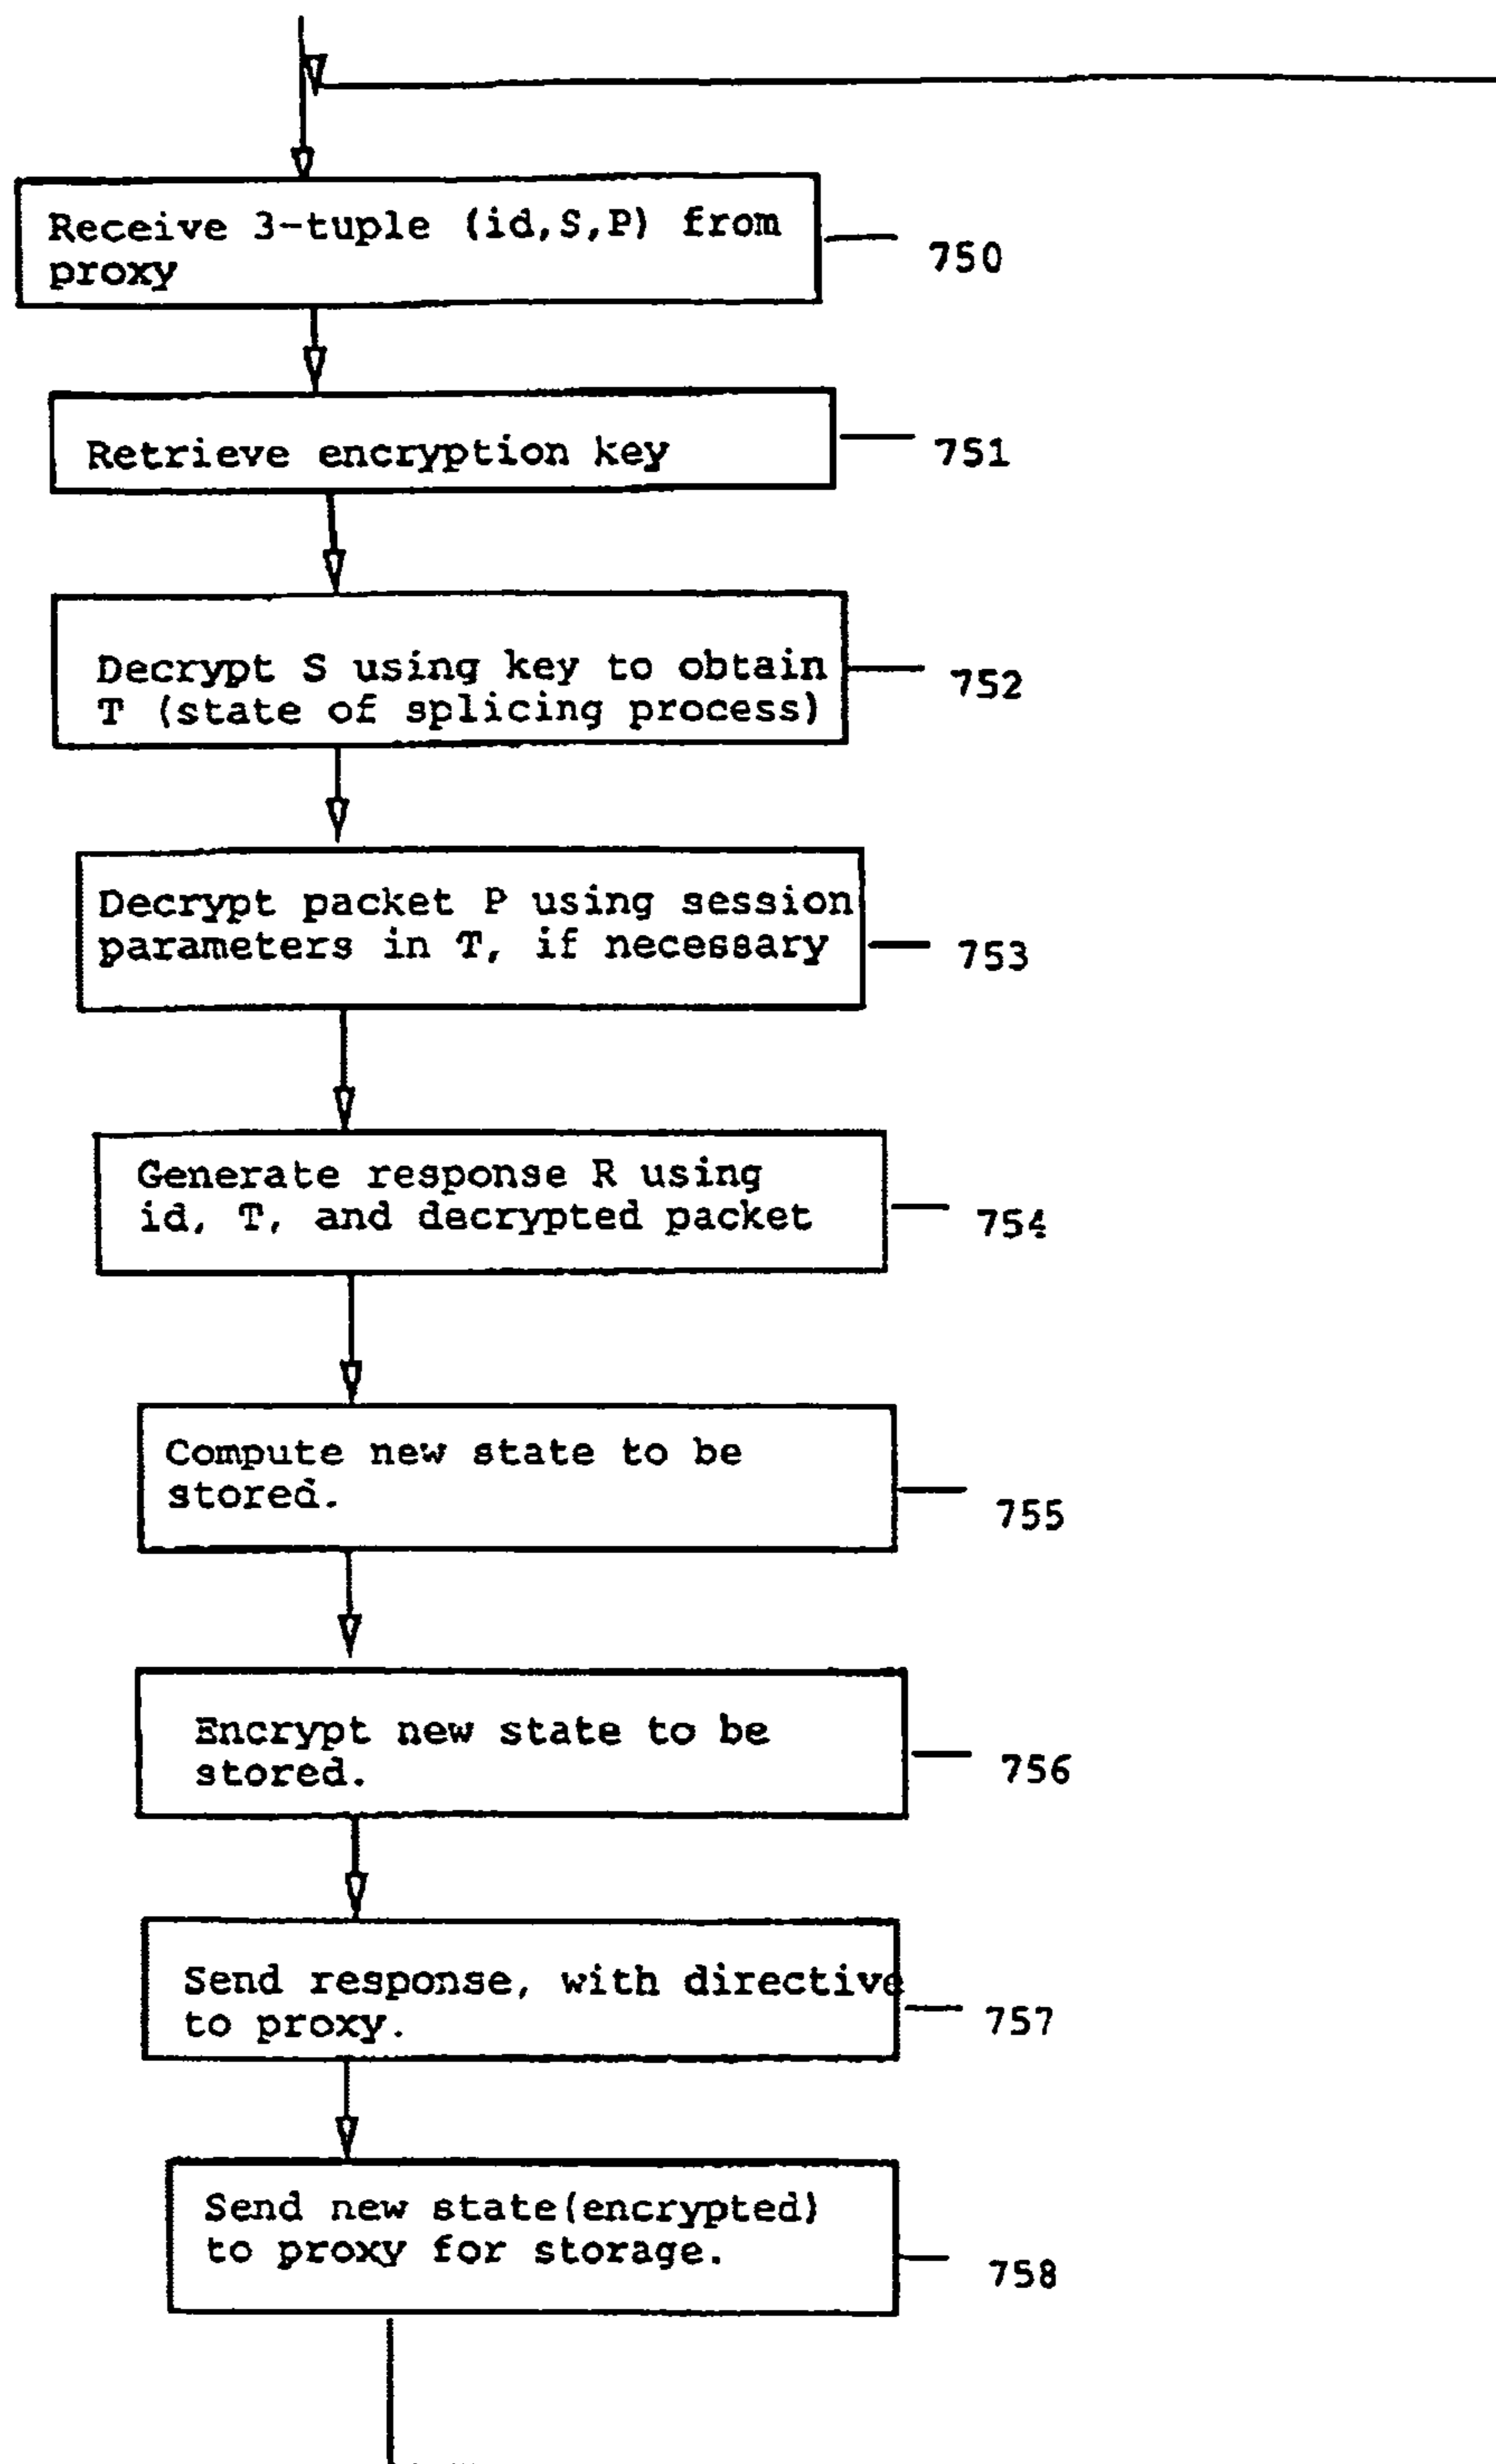 Receive 3-tuple (id,S,P) from
proxy
750
Retrieve encryption key
751
Decrypt S using key to obtain
T (state of splicing process)
752
Decrypt packet P using session
parameters in T, if necessary
753
Generate response R using
id, T, and decrypted packet
754
Compute new state to be
stored.
755
Encrypt new state to be
stored.
756
Send response, with directive
to proxy.
757
Send new state(encrypted)
to proxy for storage.
758